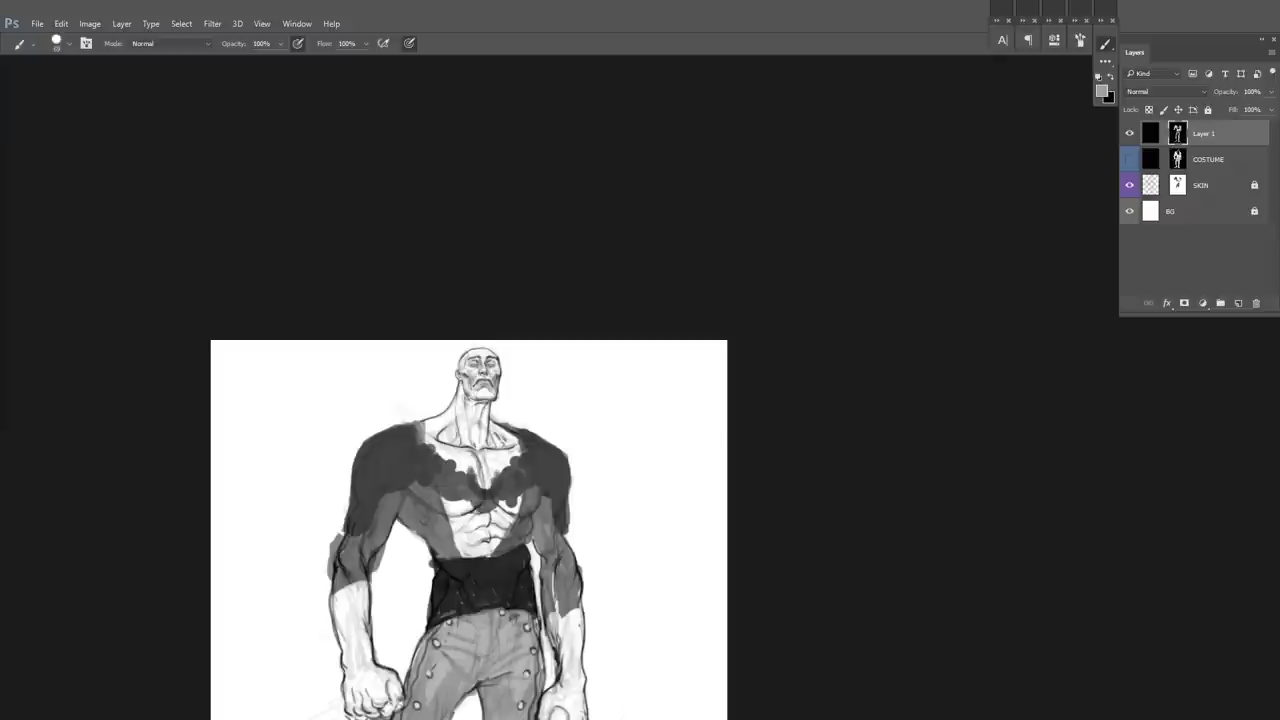 Ps File Edit Image Layer Type Select Filter 3D View Window Help
Mode: Normal Opacity: 100% Flow: 100%
A
Layers
Kind T
Normal Opacity: 100%
Lock: Fill: 100%
Layer 1
COSTUME
SKIN
BG
fx